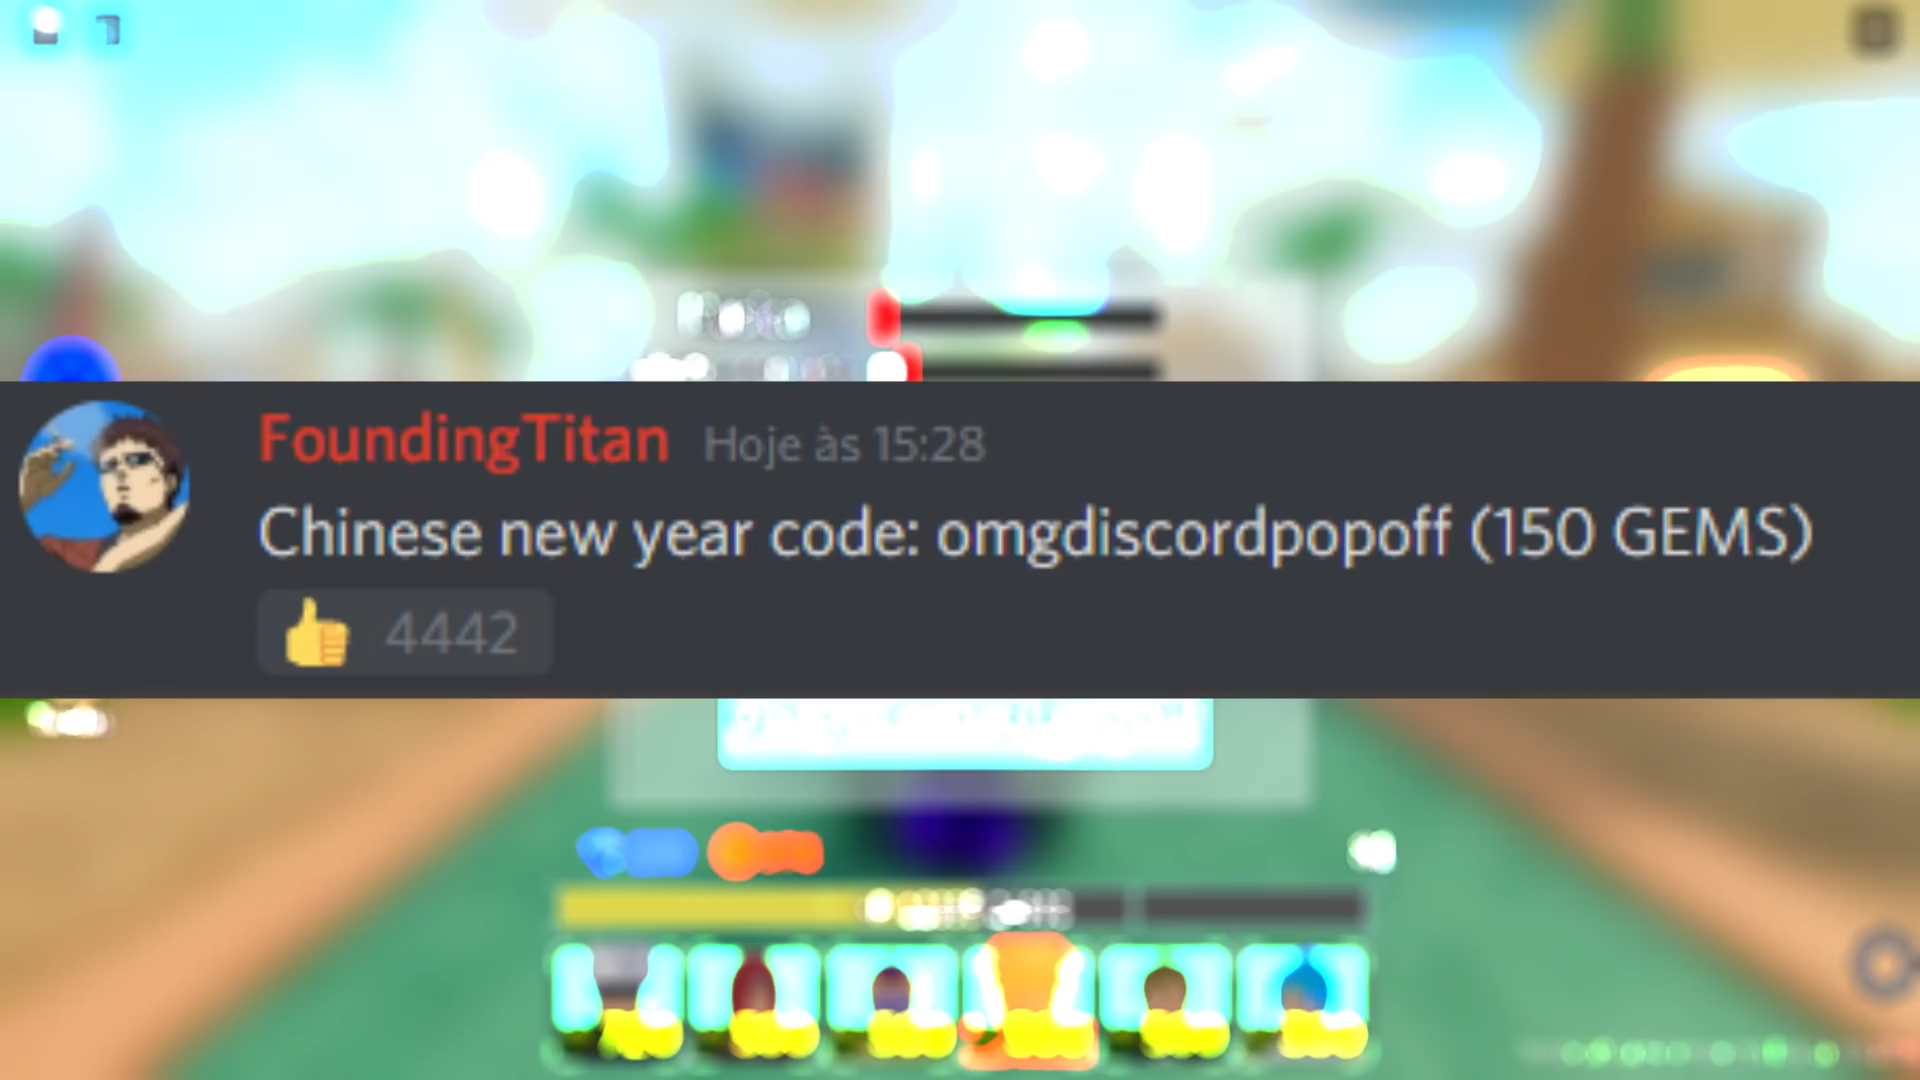 FoundingTitan Hoje às 15:28
Chinese new year code: omgdiscordpopoff (150 GEMS)
4442